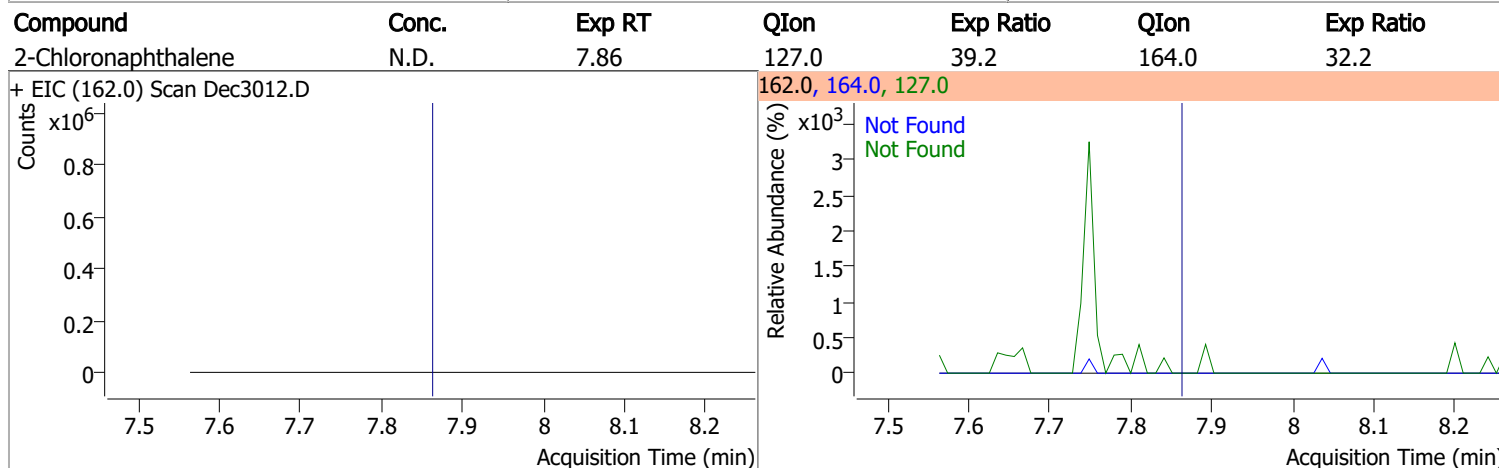 Compound Conc. Exp RT QIon Exp Ratio QIon Exp Ratio
2-Chloronaphthalene N.D. 7.86 127.0 39.2 164.0 32.2
+ EIC (162.0) Scan Dec3012.D
Counts
x10⁶
0.8
0.6
0.4
0.2
0
7.5 7.6 7.7 7.8 7.9 8 8.1 8.2
Acquisition Time (min)
162.0, 164.0, 127.0
Relative Abundance (%)
x10³
Not Found
Not Found
3
2.5
2
1.5
1
0.5
0
7.5 7.6 7.7 7.8 7.9 8 8.1 8.2
Acquisition Time (min)